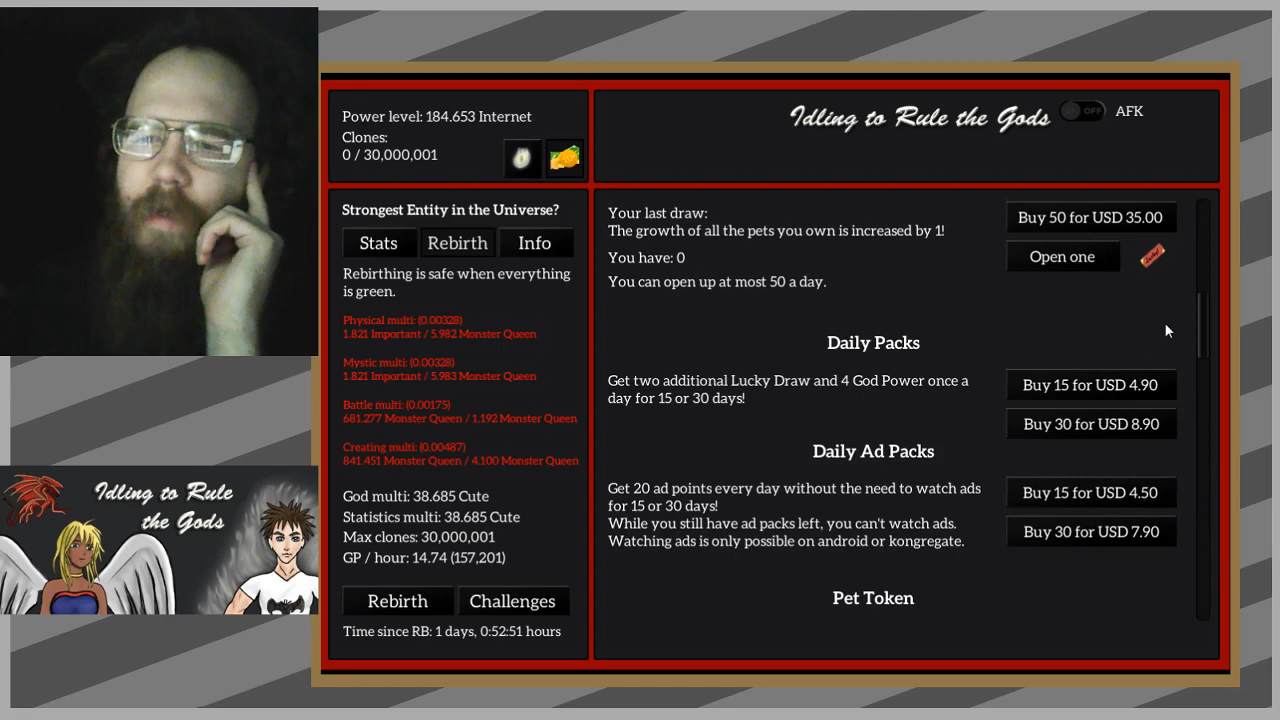 Power level: 184.653 Internet
Clones:
0 / 30,000,001
Idling to Rule the Gods
OFF
AFK
Strongest Entity in the Universe?
Stats
Rebirth
Info
Rebirthing is safe when everything
is green.
Physical multi: (0.00328)
1.821 Important / 5.982 Monster Queen
Mystic multi: (0.00328)
1.821 Important / 5.983 Monster Queen
Battle multi: (0.00175)
681.277 Monster Queen / 1.192 Monster Queen
Creating multi: (0.00487)
841.451 Monster Queen / 4.100 Monster Queen
God multi: 38.685 Cute
Statistics multi: 38.685 Cute
Max clones: 30,000,001
GP / hour: 14.74 (157,201)
Rebirth
Challenges
Time since RB: 1 days, 0:52:51 hours
Your last draw:
The growth of all the pets you own is increased by 1!
Buy 50 for USD 35.00
You have: 0
Open one
You can open up at most 50 a day.
Daily Packs
Get two additional Lucky Draw and 4 God Power once a
day for 15 or 30 days!
Buy 15 for USD 4.90
Buy 30 for USD 8.90
Daily Ad Packs
Get 20 ad points every day without the need to watch ads
for 15 or 30 days!
While you still have ad packs left, you can't watch ads.
Watching ads is only possible on android or kongregate.
Buy 15 for USD 4.50
Buy 30 for USD 7.90
Pet Token
Idling to Rule
the Gods